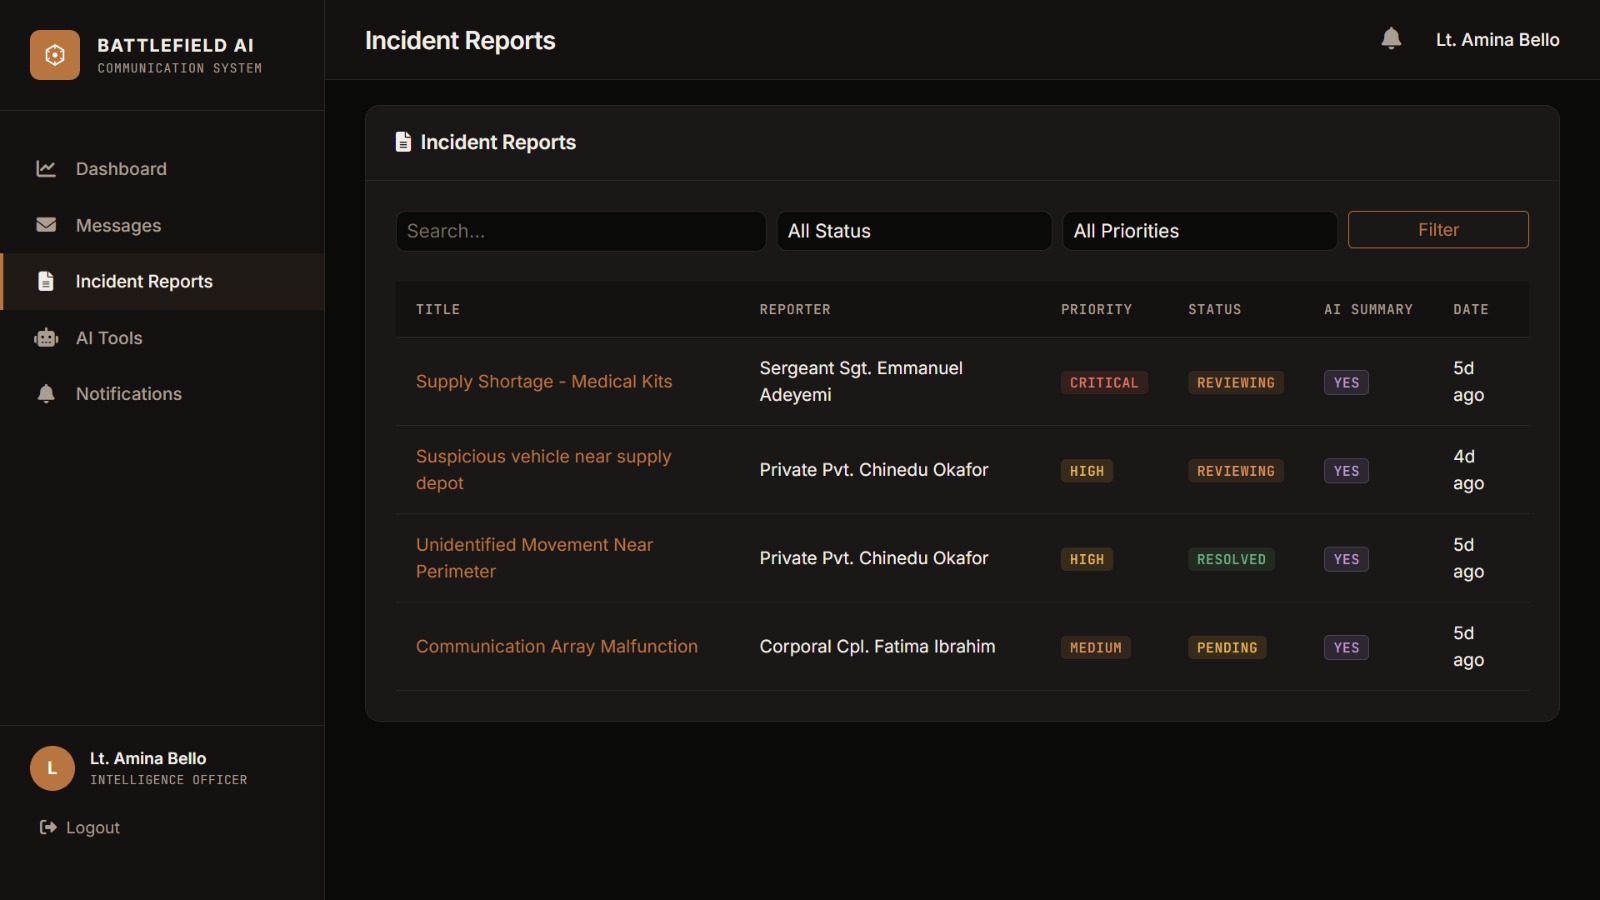 BATTLEFIELD AI
COMMUNICATION SYSTEM
Dashboard
Messages
Incident Reports
AI Tools
Notifications
Lt. Amina Bello
INTELLIGENCE OFFICER
L
Logout
Incident Reports
Lt. Amina Bello
Incident Reports
Search...
All Status
All Priorities
Filter
TITLE REPORTER PRIORITY STATUS AI SUMMARY DATE
Supply Shortage - Medical Kits
Sergeant Sgt. Emmanuel
Adeyemi
CRITICAL
REVIEWING
YES
5d
ago
Suspicious vehicle near supply
depot
Private Pvt. Chinedu Okafor
HIGH
REVIEWING
YES
4d
ago
Unidentified Movement Near
Perimeter
Private Pvt. Chinedu Okafor
HIGH
RESOLVED
YES
5d
ago
Communication Array Malfunction
Corporal Cpl. Fatima Ibrahim
MEDIUM
PENDING
YES
5d
ago